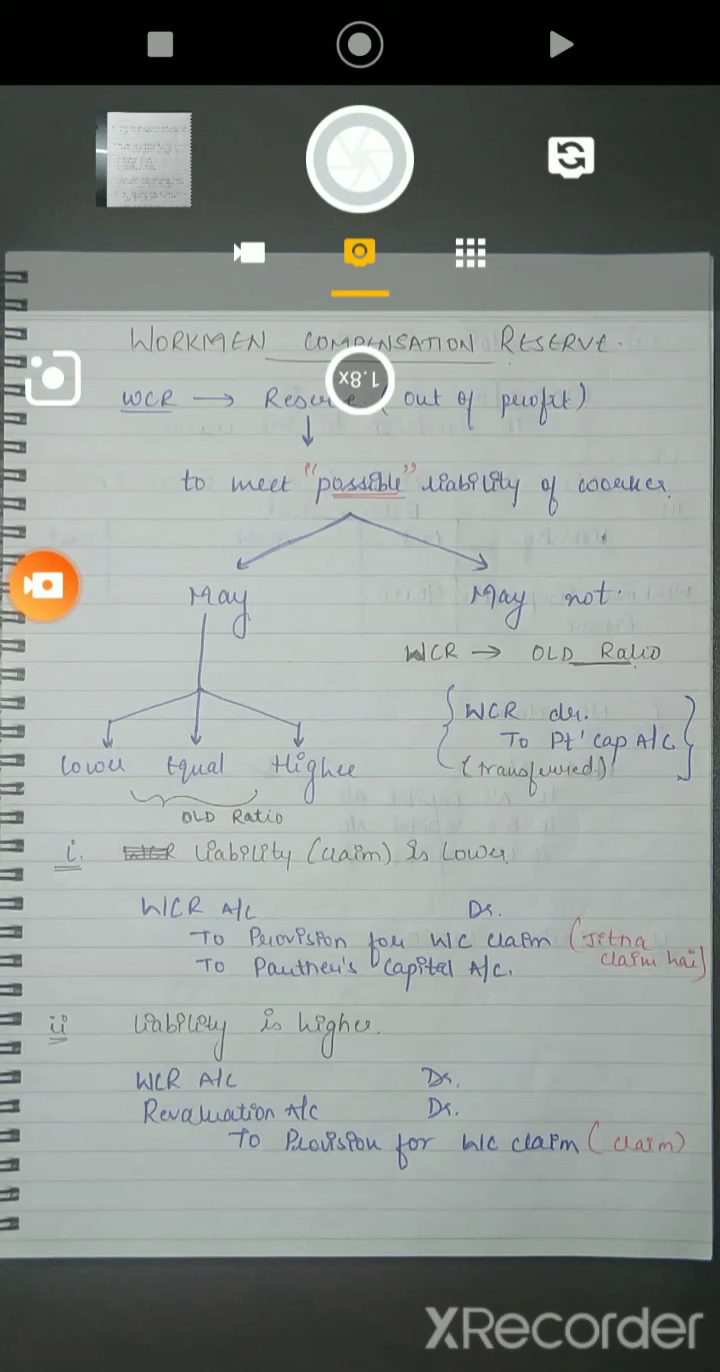 WORKMEN COMPENSATION RESERVE.
1.8x
WCR → Reserve (out of profit)
↓
to meet "possible" liability of worker.
May May not.
WCR → OLD Ratio
{ WCR dr.
To Pt' cap A/C }
(transferred)
Lower Equal Higher
OLD Ratio
i. Liability (claim) is Lower
WCR A/c Dr.
To Provision for WC claim (Jitna claim hai)
To Partner's Capital A/C.
ii Liability is higher.
WCR A/c Dr.
Revaluation A/c Dr.
To Provision for WC claim (claim)
XRecorder